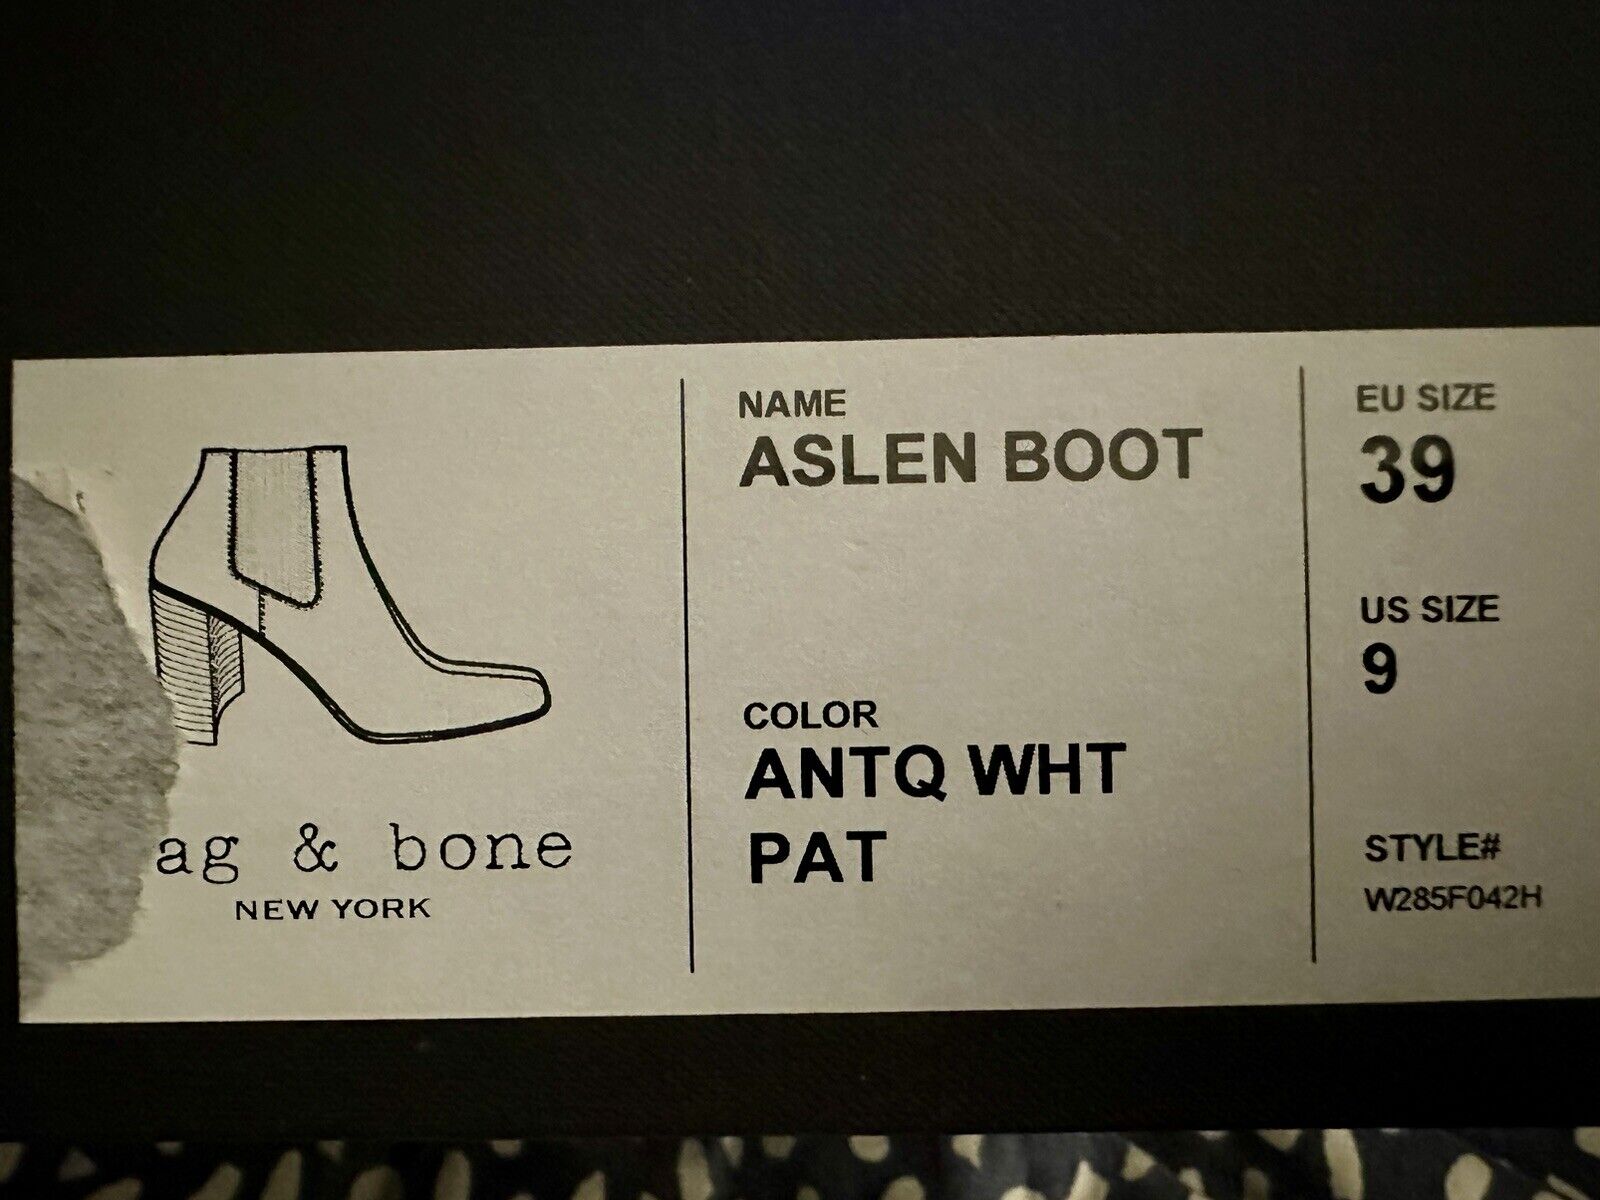 ag & bone
NEW YORK
NAME
ASLEN BOOT
COLOR
ANTQ WHT
PAT
EU SIZE
39
US SIZE
9
STYLE#
W285F042H